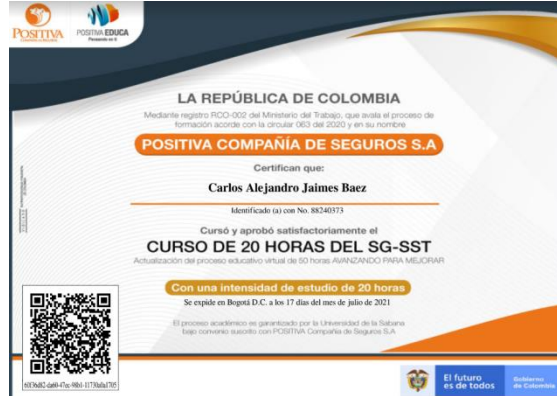 POSITIVA
COMPAÑÍA DE SEGUROS
POSITIVA EDUCA
Pensando en ti
LA REPÚBLICA DE COLOMBIA
Mediante registro RCO-002 del Ministerio del Trabajo, que avala el proceso de
formación acorde con la circular 063 del 2020 y en su nombre
POSITIVA COMPAÑÍA DE SEGUROS S.A
Certifican que:
Carlos Alejandro Jaimes Baez
Identificado (a) con No. 88240373
Cursó y aprobó satisfactoriamente el
CURSO DE 20 HORAS DEL SG-SST
Actualización del proceso educativo virtual de 50 horas AVANZANDO PARA MEJORAR
Con una intensidad de estudio de 20 horas
Se expide en Bogotá D.C. a los 17 días del mes de julio de 2021
El proceso académico es garantizado por la Universidad de la Sabana
bajo convenio suscrito con POSITIVA Compañía de Seguros S.A
El futuro
es de todos
Gobierno
de Colombia